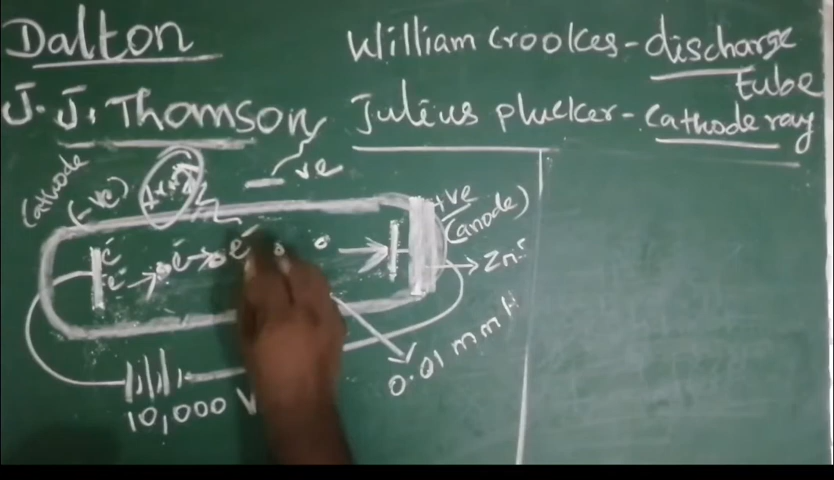 Dalton
J. J. Thomson
William Crookes - discharge
tube
Julius plucker - Cathode ray
Cathode
(-ve)
-ve
+ve
(anode)
e⁻
e⁻ → e⁻ → e⁻
→ ZnS
0.01 mm
10,000 V